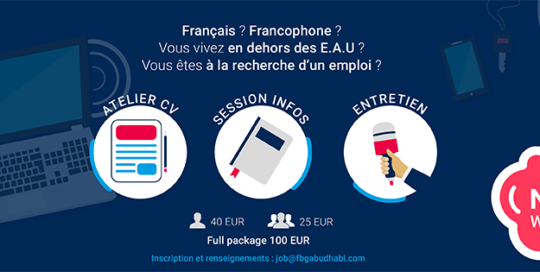 Français ? Francophone ?
Vous vivez en dehors des E.A.U ?
Vous êtes à la recherche d'un emploi ?
ATELIER CV
SESSION INFOS
ENTRETIEN
40 EUR
25 EUR
Full package 100 EUR
Inscription et renseignements : job@fbgabudhabi.com